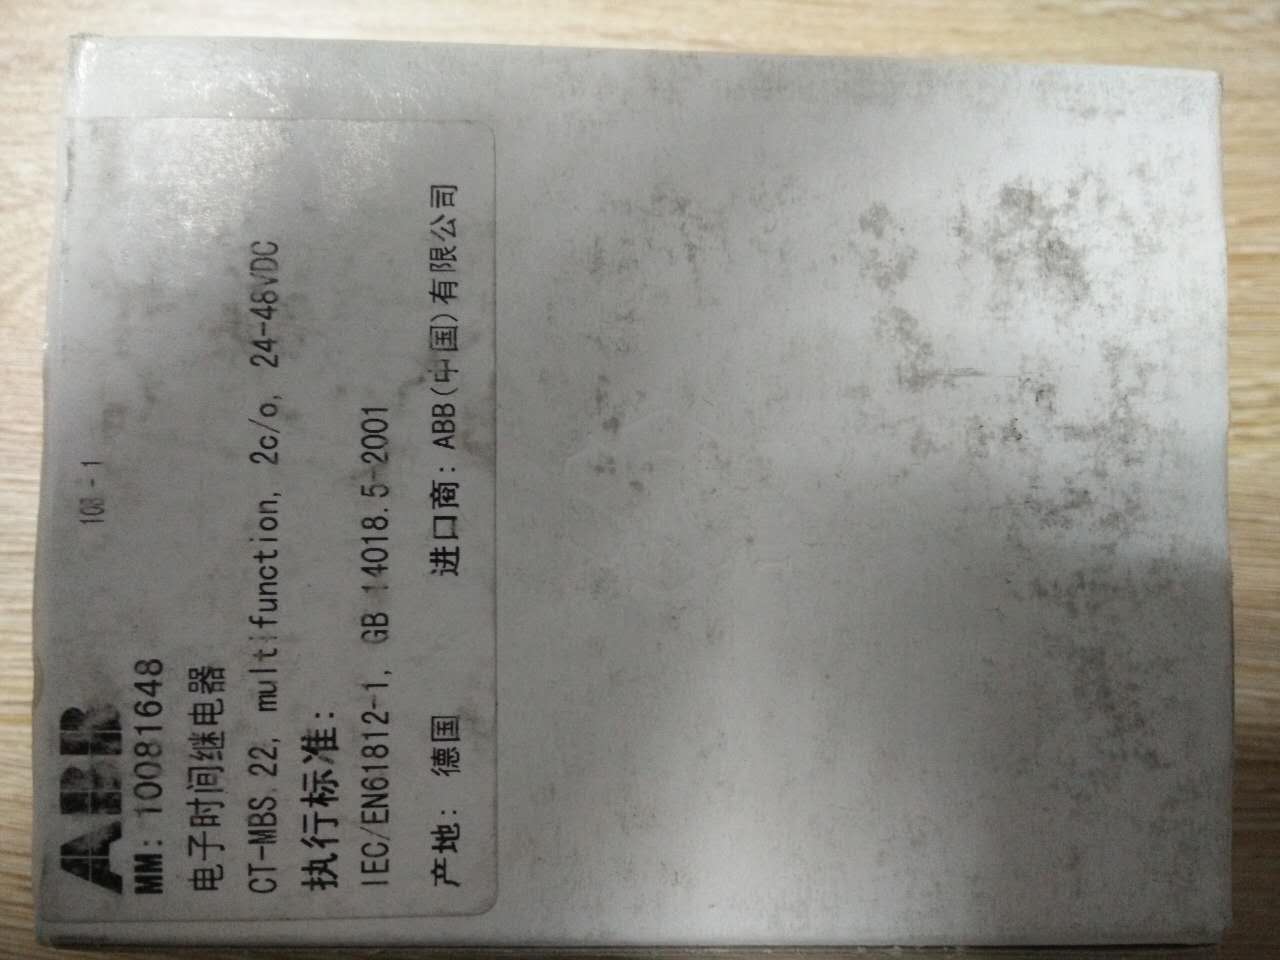 ABB
108-1
MM: 10081648
电子时间继电器
CT-MBS.22, multifunction, 2c/o, 24-48VDC
执行标准:
IEC/EN61812-1, GB 14018.5-2001
产地: 德国 进口商: ABB(中国)有限公司